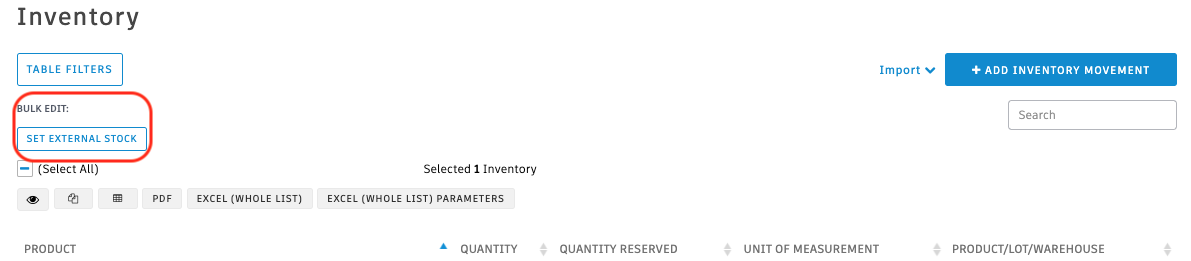 Inventory
TABLE FILTERS
Import
+ ADD INVENTORY MOVEMENT
BULK EDIT:
Search
SET EXTERNAL STOCK
(Select All)
Selected 1 Inventory
PDF
EXCEL (WHOLE LIST)
EXCEL (WHOLE LIST) PARAMETERS
PRODUCT
QUANTITY
QUANTITY RESERVED
UNIT OF MEASUREMENT
PRODUCT/LOT/WAREHOUSE